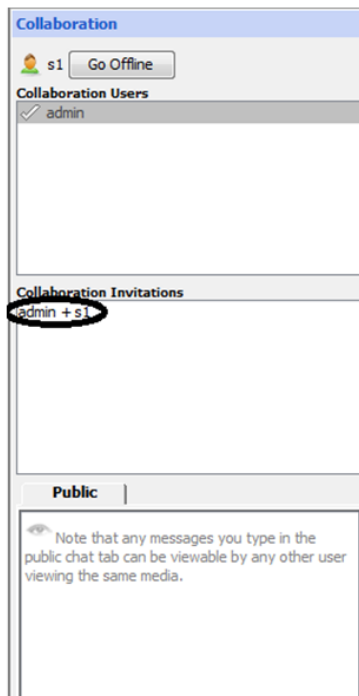 Collaboration
s1 Go Offline
Collaboration Users
admin
Collaboration Invitations
admin + s1
Public
Note that any messages you type in the
public chat tab can be viewable by any other user
viewing the same media.